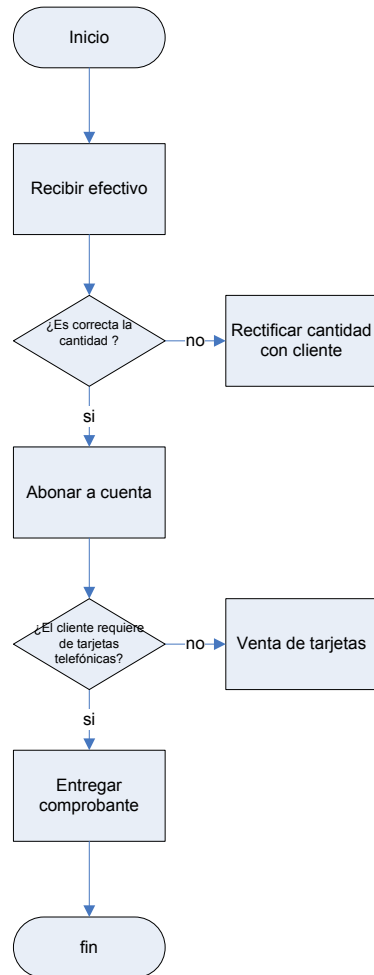 Inicio
Recibir efectivo
¿Es correcta la
cantidad ?
no
Rectificar cantidad
con cliente
si
Abonar a cuenta
¿El cliente requiere
de tarjetas
telefónicas?
no
Venta de tarjetas
si
Entregar
comprobante
fin